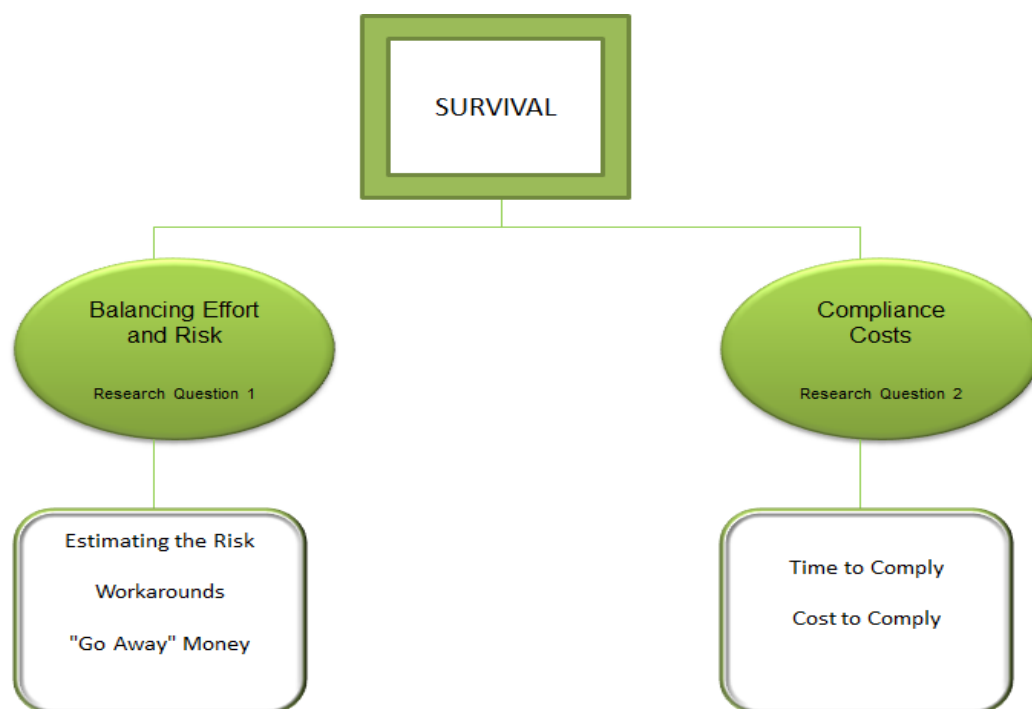 SURVIVAL
Balancing Effort
and Risk
Research Question 1
Compliance
Costs
Research Question 2
Estimating the Risk
Workarounds
"Go Away" Money
Time to Comply
Cost to Comply